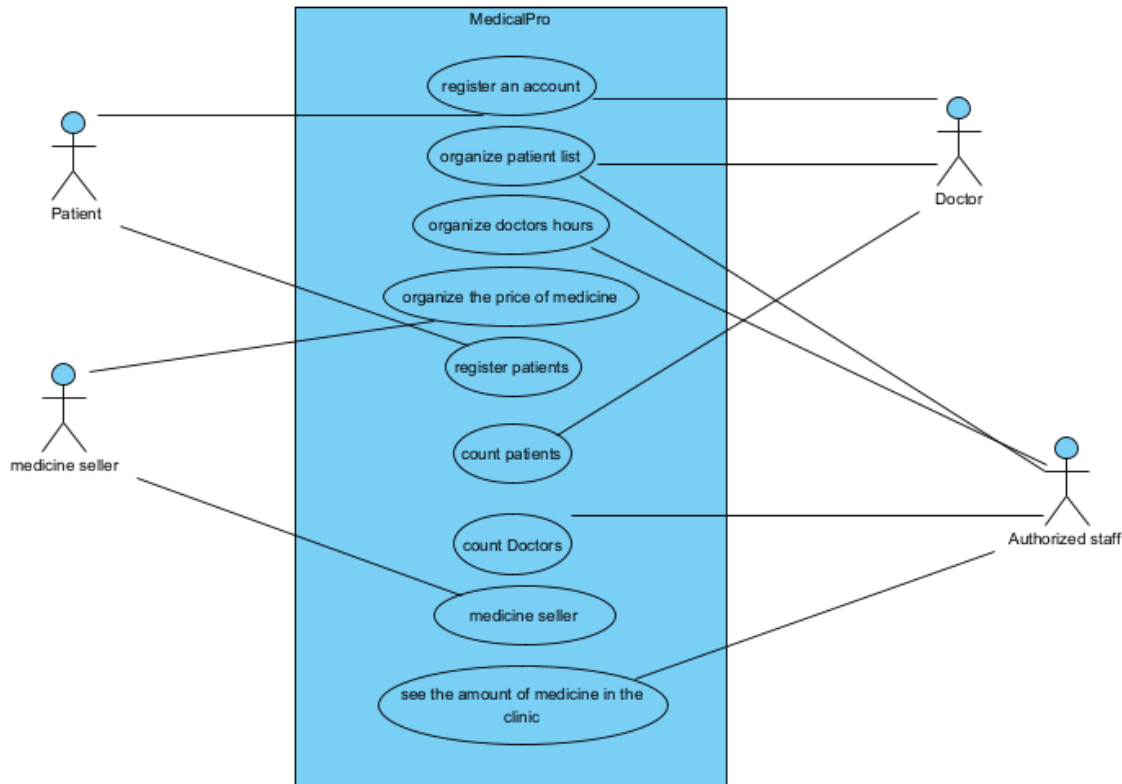 MedicalPro
register an account
organize patient list
Patient
Doctor
organize doctors hours
organize the price of medicine
register patients
medicine seller
count patients
Authorized staff
count Doctors
medicine seller
see the amount of medicine in the
clinic